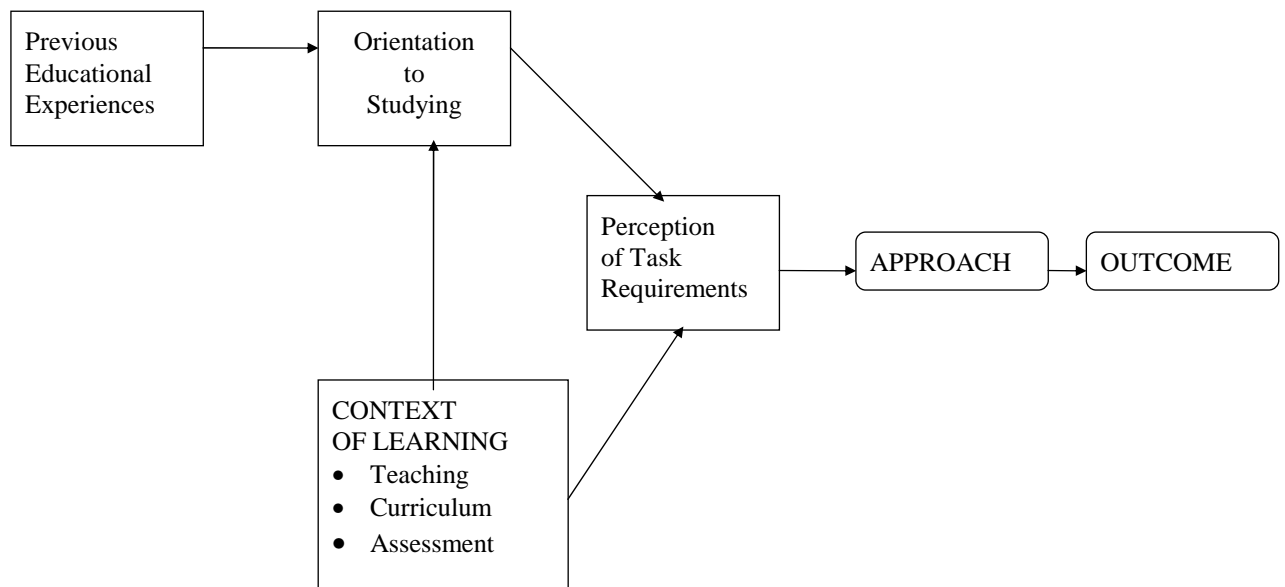 Previous
Educational
Experiences
Orientation
to
Studying
Perception
of Task
Requirements
APPROACH
OUTCOME
CONTEXT
OF LEARNING
• Teaching
• Curriculum
• Assessment